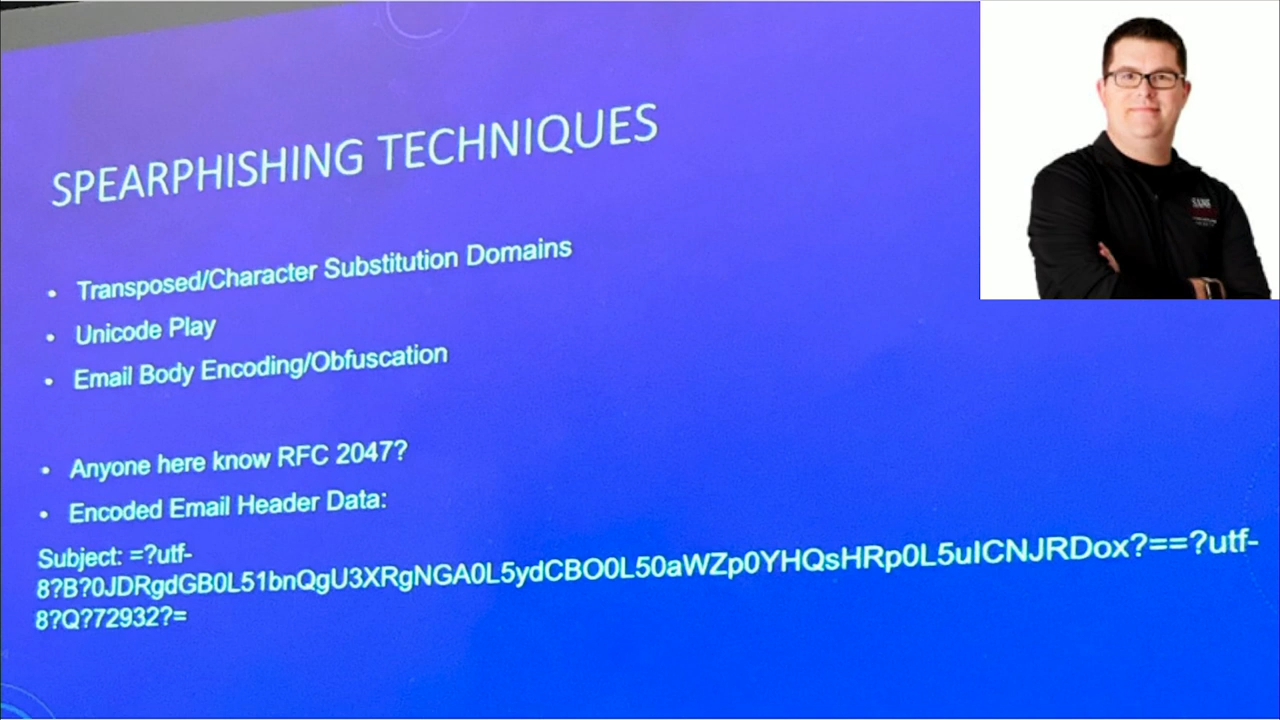 SPEARPHISHING TECHNIQUES
• Transposed/Character Substitution Domains
• Unicode Play
• Email Body Encoding/Obfuscation
• Anyone here know RFC 2047?
• Encoded Email Header Data:
Subject: =?utf-
8?B?0JDRgdGB0L51bnQgU3XRgNGA0L5ydCBO0L50aWZp0YHQsHRp0L5uICNJRDox?==?utf-
8?Q?72932?=